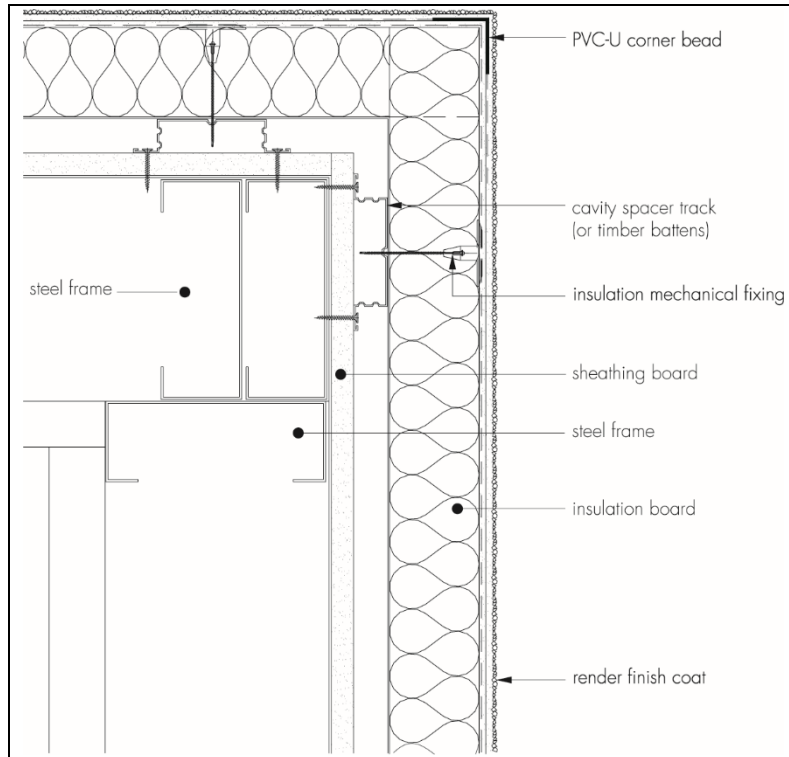 PVC-U corner bead
cavity spacer track
(or timber battens)
steel frame
insulation mechanical fixing
sheathing board
steel frame
insulation board
render finish coat